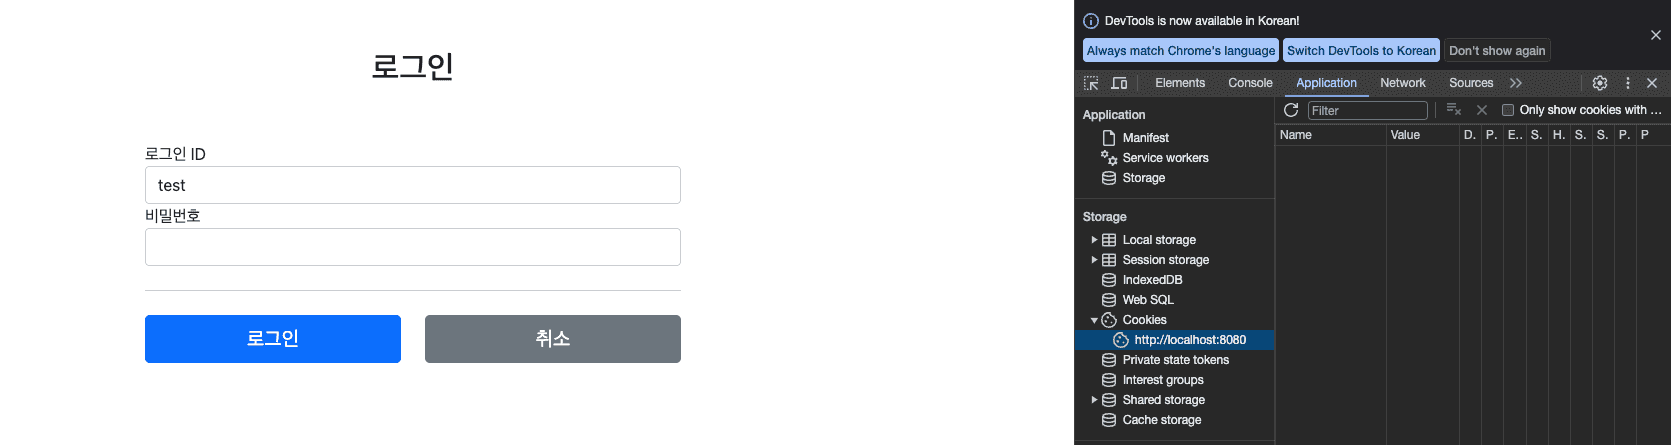 로그인
로그인 ID
test
비밀번호
로그인 취소
DevTools is now available in Korean!
Always match Chrome's language Switch DevTools to Korean Don't show again
Elements Console Application Network Sources
Filter Only show cookies with ...
Application
Manifest
Service workers
Storage
Storage
Local storage
Session storage
IndexedDB
Web SQL
Cookies
http://localhost:8080
Private state tokens
Interest groups
Shared storage
Cache storage
Name Value D. P. E.. S. H. S. S. P. P